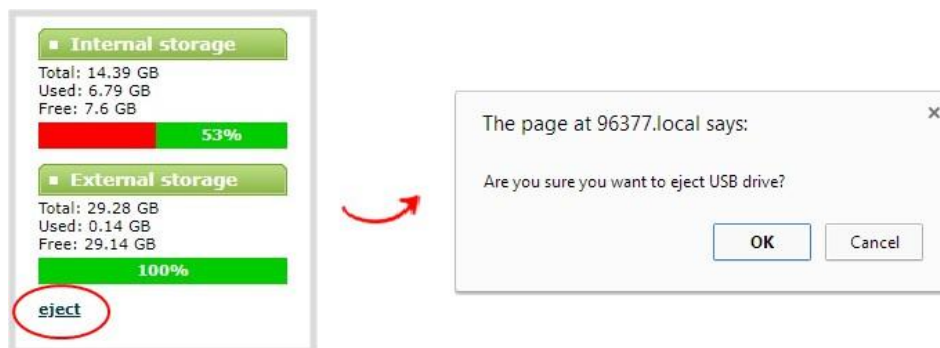 Internal storage
Total: 14.39 GB
Used: 6.79 GB
Free: 7.6 GB
53%
External storage
Total: 29.28 GB
Used: 0.14 GB
Free: 29.14 GB
100%
eject
The page at 96377.local says:
×
Are you sure you want to eject USB drive?
OK
Cancel